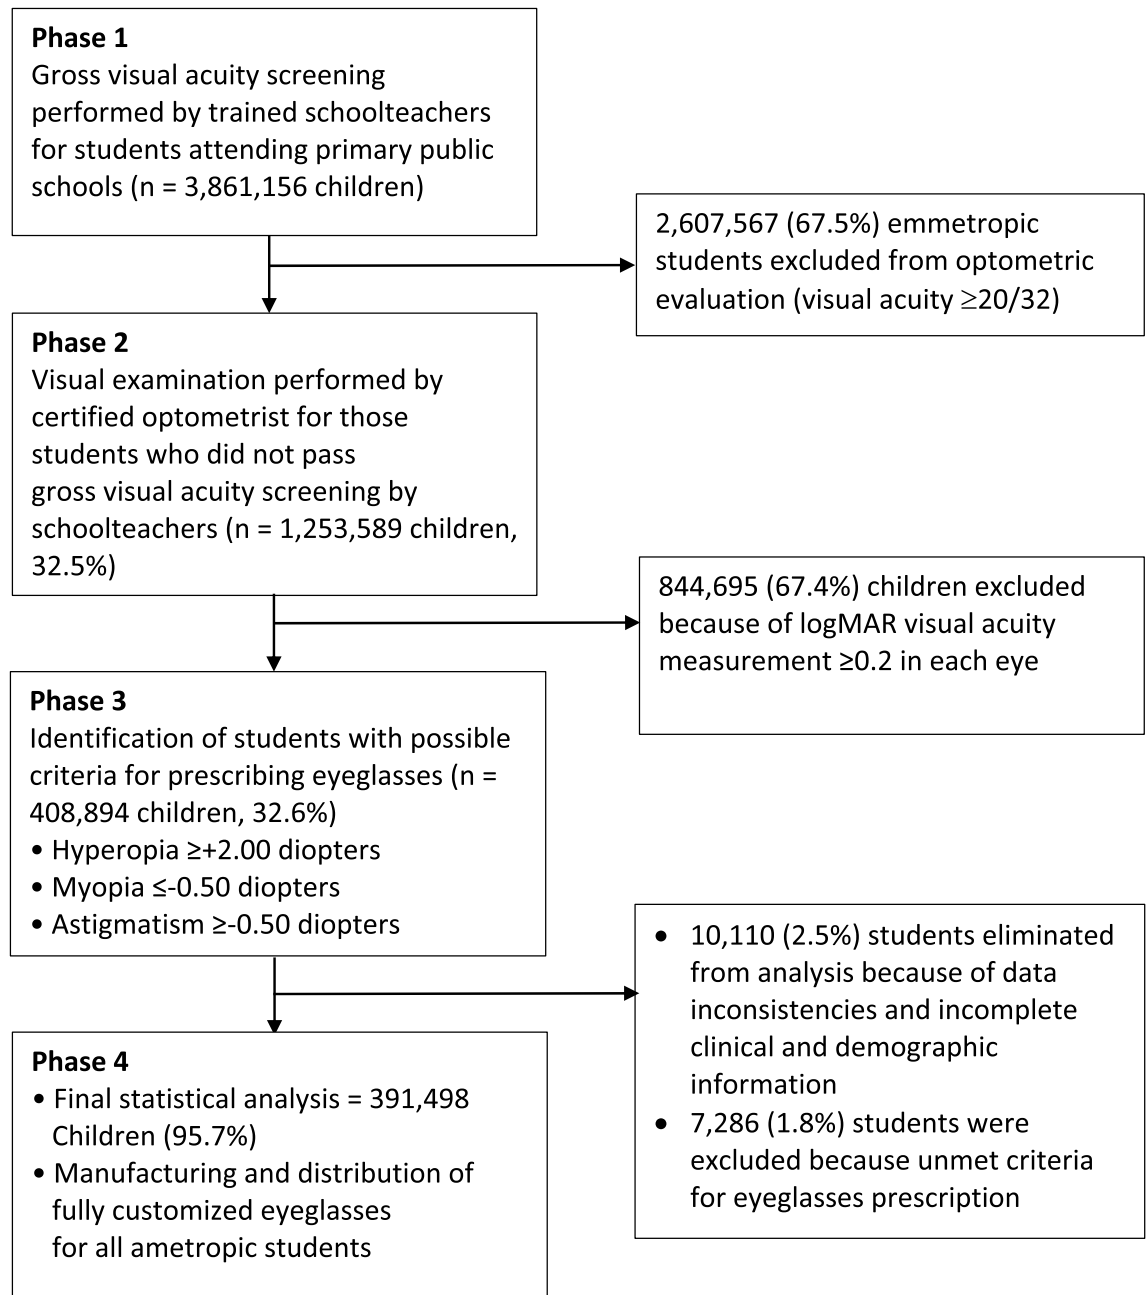 Phase 1
Gross visual acuity screening
performed by trained schoolteachers
for students attending primary public
schools (n = 3,861,156 children)
2,607,567 (67.5%) emmetropic
students excluded from optometric
evaluation (visual acuity ≥20/32)
Phase 2
Visual examination performed by
certified optometrist for those
students who did not pass
gross visual acuity screening by
schoolteachers (n = 1,253,589 children,
32.5%)
844,695 (67.4%) children excluded
because of logMAR visual acuity
measurement ≥0.2 in each eye
Phase 3
Identification of students with possible
criteria for prescribing eyeglasses (n =
408,894 children, 32.6%)
• Hyperopia ≥+2.00 diopters
• Myopia ≤-0.50 diopters
• Astigmatism ≥-0.50 diopters
• 10,110 (2.5%) students eliminated
from analysis because of data
inconsistencies and incomplete
clinical and demographic
information
• 7,286 (1.8%) students were
excluded because unmet criteria
for eyeglasses prescription
Phase 4
• Final statistical analysis = 391,498
Children (95.7%)
• Manufacturing and distribution of
fully customized eyeglasses
for all ametropic students